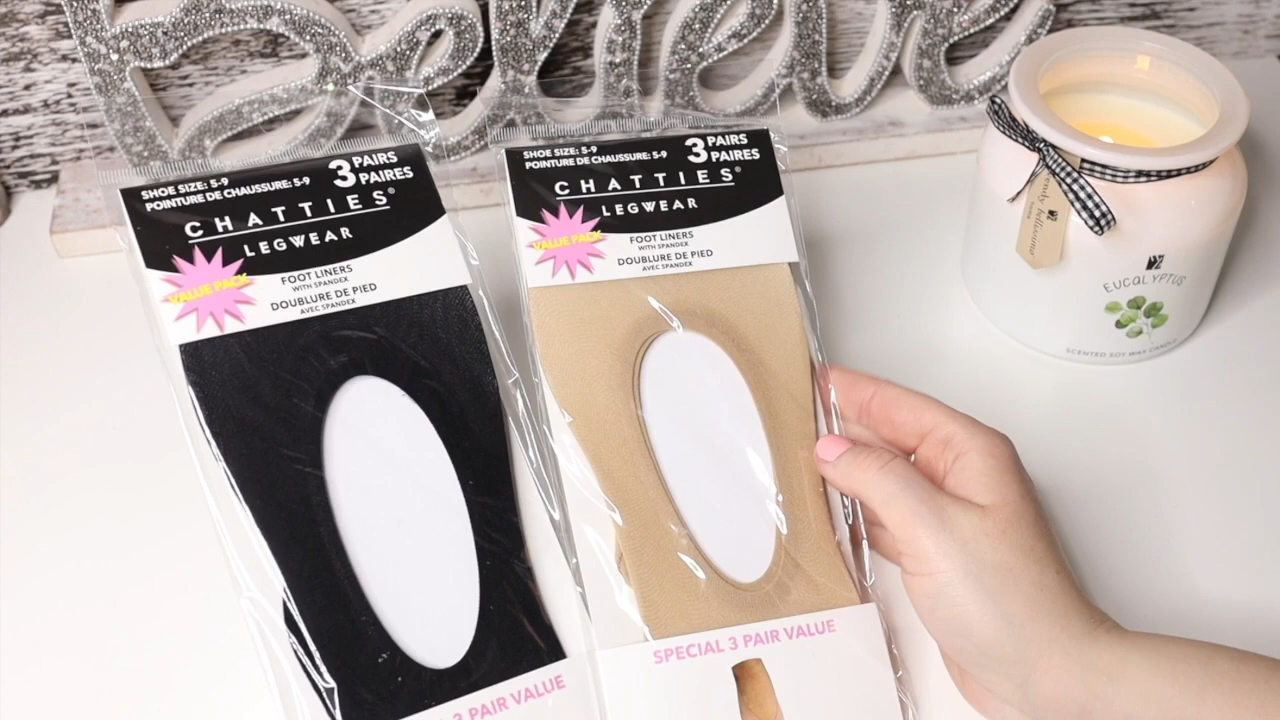 Believe
SHOE SIZE: 5-9
POINTURE DE CHAUSSURE: 5-9
3 PAIRS
PAIRES
CHATTIES®
LEGWEAR
VALUE PACK
FOOT LINERS
WITH SPANDEX
DOUBLURE DE PIED
AVEC SPANDEX
3 PAIR VALUE
SHOE SIZE: 5-9
POINTURE DE CHAUSSURE: 5-9
3 PAIRS
PAIRES
CHATTIES®
LEGWEAR
VALUE PACK
FOOT LINERS
WITH SPANDEX
DOUBLURE DE PIED
AVEC SPANDEX
SPECIAL 3 PAIR VALUE
EUCALYPTUS
SCENTED SOY WAX CANDLE